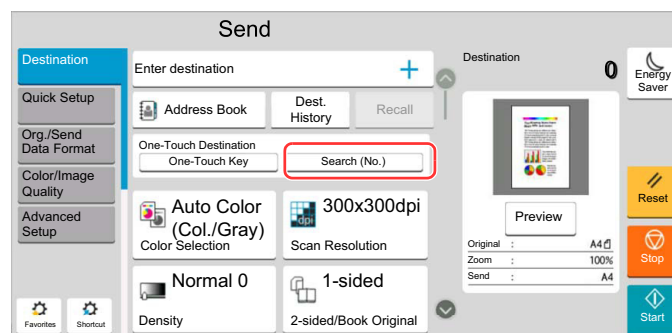 Send
Destination
Quick Setup
Org./Send
Data Format
Color/Image
Quality
Advanced
Setup
Favorites
Shortcut
Enter destination
Address Book
Dest.
History
Recall
One-Touch Destination
One-Touch Key
Search (No.)
Auto Color
(Col./Gray)
Color Selection
300x300dpi
Scan Resolution
Normal 0
Density
1-sided
2-sided/Book Original
Destination
0
Preview
Original : A4
Zoom : 100%
Send : A4
Energy
Saver
Reset
Stop
Start